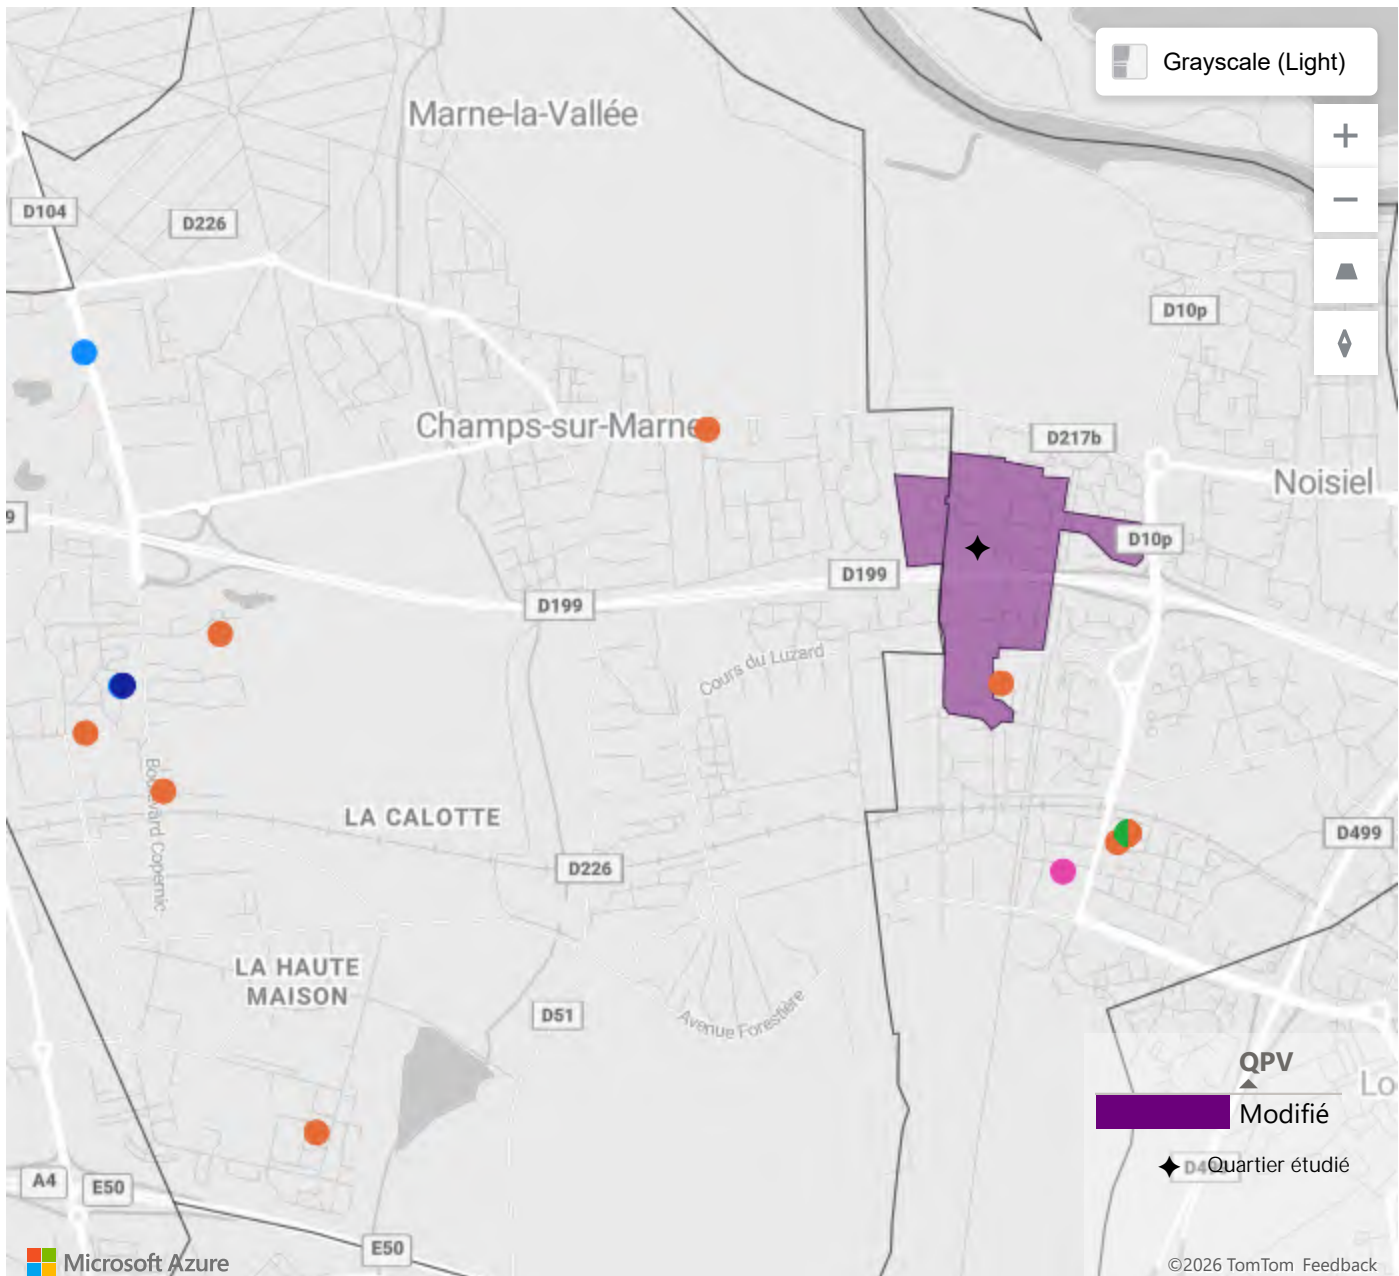 Grayscale (Light)
Marne-la-Vallée
D104
D226
D10p
Champs-sur-Marne
D217b
Noisiel
9
D10p
D199
D199
Cours du Luzard
Boulevard Copernic
LA CALOTTE
D499
D226
LA HAUTE
MAISON
D51
Avenue Forestière
QPV
Lo
Modifié
Quartier étudié
A4
E50
E50
Microsoft Azure
©2026 TomTom Feedback